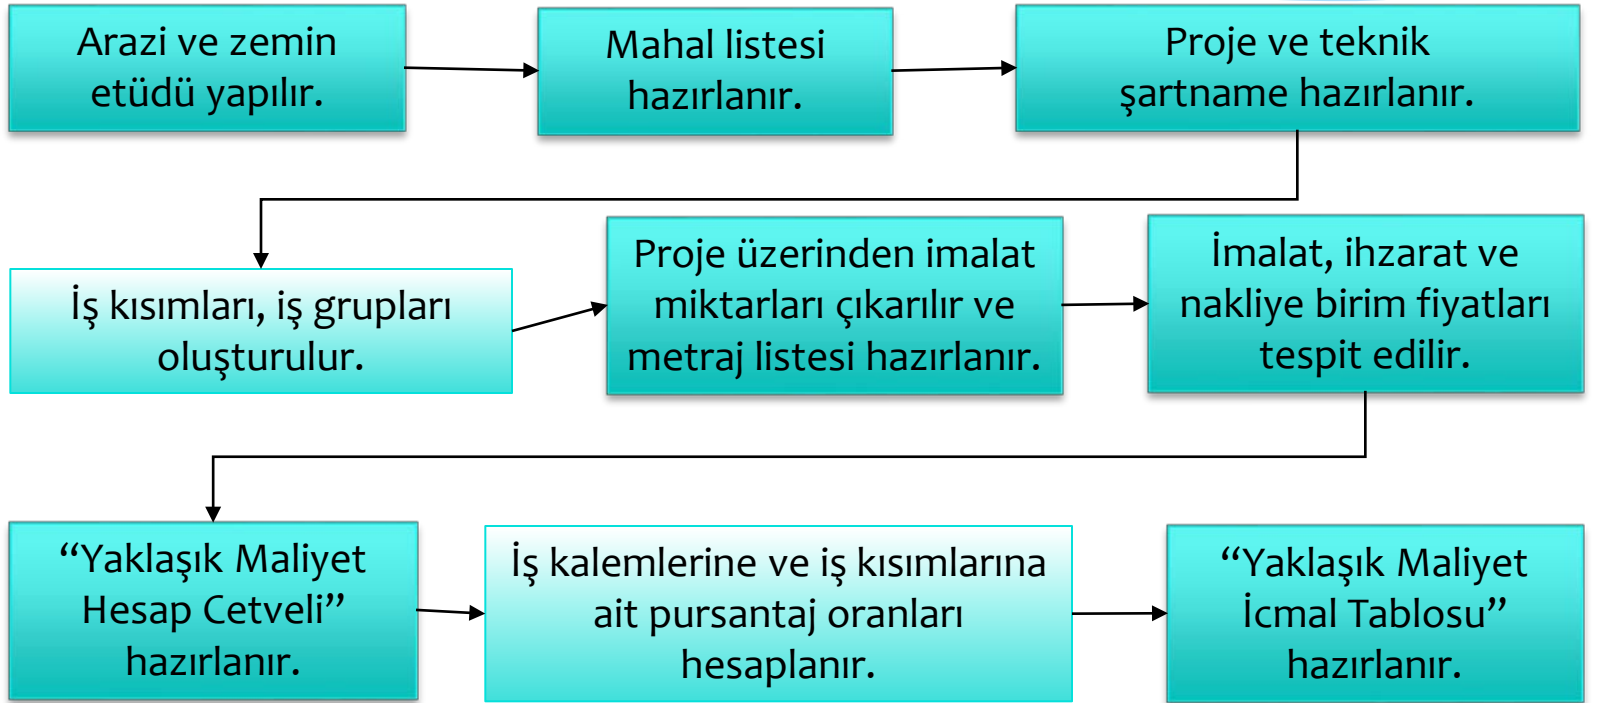 Arazi ve zemin
etüdü yapılır.
Mahal listesi
hazırlanır.
Proje ve teknik
şartname hazırlanır.
İş kısımları, iş grupları
oluşturulur.
Proje üzerinden imalat
miktarları çıkarılır ve
metraj listesi hazırlanır.
İmalat, ihzarat ve
nakliye birim fiyatları
tespit edilir.
“Yaklaşık Maliyet
Hesap Cetveli”
hazırlanır.
İş kalemlerine ve iş kısımlarına
ait pursantaj oranları
hesaplanır.
“Yaklaşık Maliyet
İcmal Tablosu”
hazırlanır.